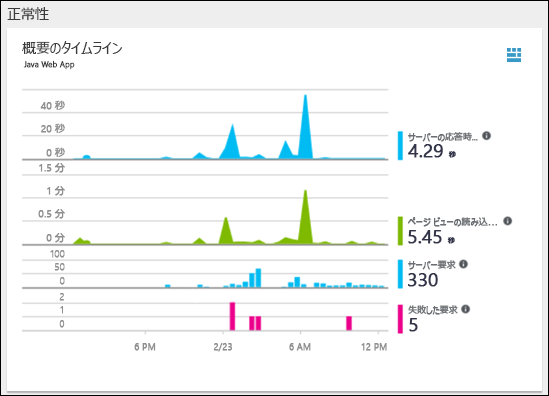 正常性
概要のタイムライン
Java Web App
40 秒
20 秒
0 秒
サーバーの応答時...
4.29 秒
1.5 分
1 分
0.5 分
0 分
ページ ビューの読み込...
5.45 秒
100
50
0
サーバー要求
330
2
1
0
失敗した要求
5
6 PM
2/23
6 AM
12 PM